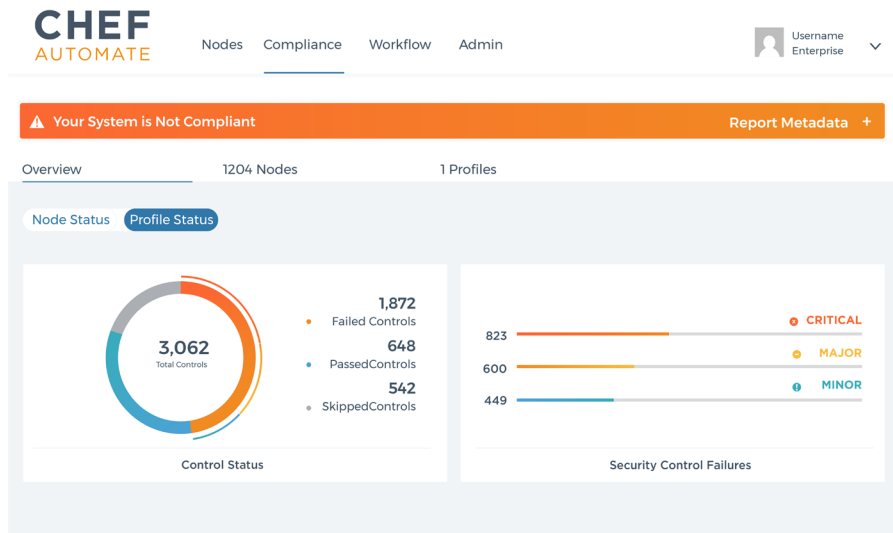 CHEF
AUTOMATE
Nodes Compliance Workflow Admin
Username
Enterprise
Your System is Not Compliant
Report Metadata +
Overview
1204 Nodes
1 Profiles
Node Status
Profile Status
3,062
Total Controls
1,872
Failed Controls
648
PassedControls
542
SkippedControls
Control Status
CRITICAL
823
MAJOR
600
MINOR
449
Security Control Failures